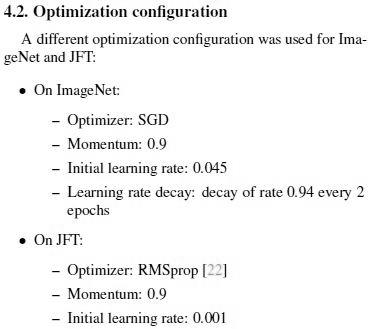 4.2. Optimization configuration
A different optimization configuration was used for Ima-
geNet and JFT:
• On ImageNet:
– Optimizer: SGD
– Momentum: 0.9
– Initial learning rate: 0.045
– Learning rate decay: decay of rate 0.94 every 2
epochs
• On JFT:
– Optimizer: RMSprop [22]
– Momentum: 0.9
– Initial learning rate: 0.001